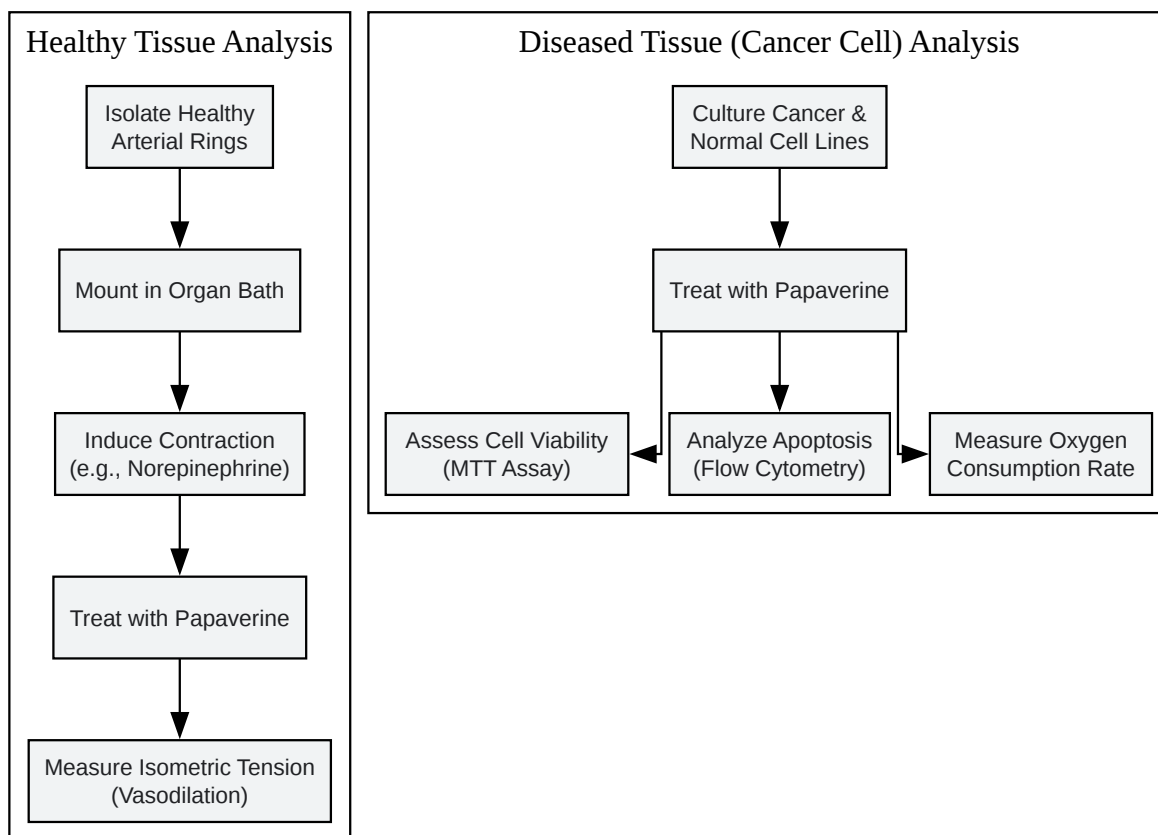 Healthy Tissue Analysis
Isolate Healthy
Arterial Rings
Mount in Organ Bath
Induce Contraction
(e.g., Norepinephrine)
Treat with Papaverine
Measure Isometric Tension
(Vasodilation)
Diseased Tissue (Cancer Cell) Analysis
Culture Cancer &
Normal Cell Lines
Treat with Papaverine
Assess Cell Viability
(MTT Assay)
Analyze Apoptosis
(Flow Cytometry)
Measure Oxygen
Consumption Rate